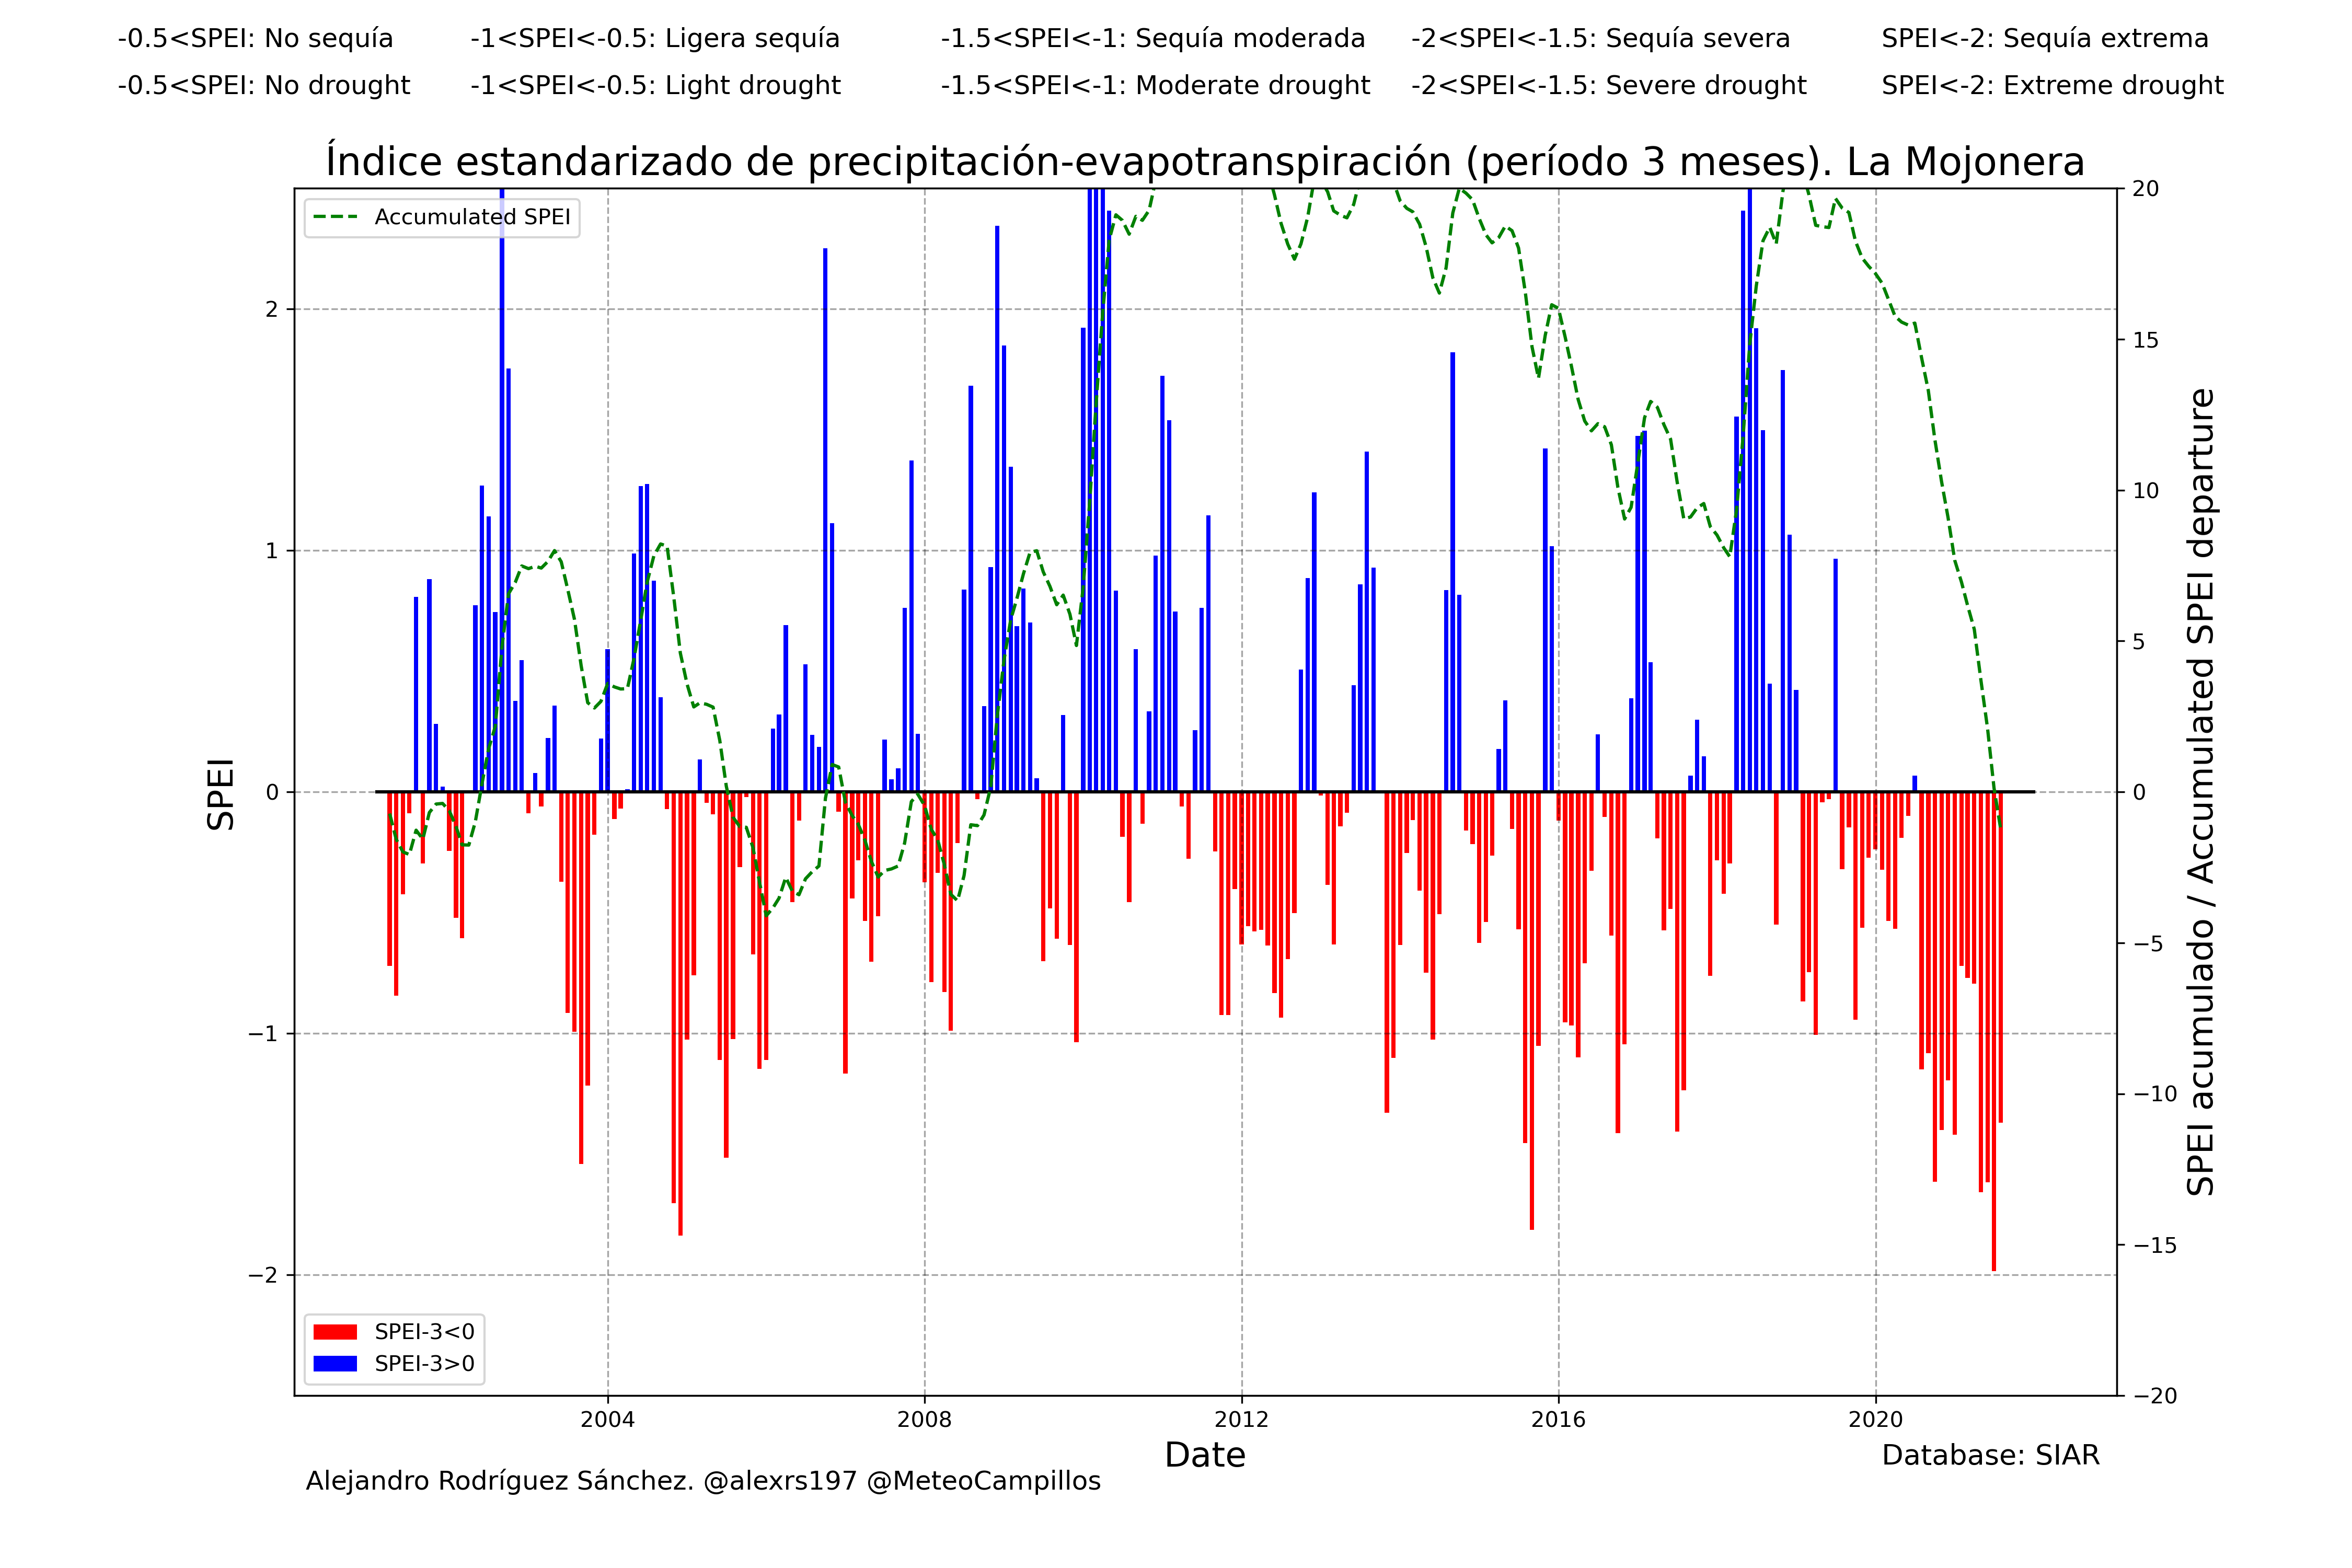 -0.5<SPEI: No sequía -1<SPEI<-0.5: Ligera sequía -1.5<SPEI<-1: Sequía moderada -2<SPEI<-1.5: Sequía severa SPEI<-2: Sequía extrema
-0.5<SPEI: No drought -1<SPEI<-0.5: Light drought -1.5<SPEI<-1: Moderate drought -2<SPEI<-1.5: Severe drought SPEI<-2: Extreme drought
Índice estandarizado de precipitación-evapotranspiración (período 3 meses). La Mojonera
Accumulated SPEI
SPEI
2
1
0
−1
−2
20
15
10
5
0
−5
−10
−15
−20
SPEI acumulado / Accumulated SPEI departure
SPEI-3<0
SPEI-3>0
2004 2008 2012 2016 2020
Date
Database: SIAR
Alejandro Rodríguez Sánchez. @alexrs197 @MeteoCampillos